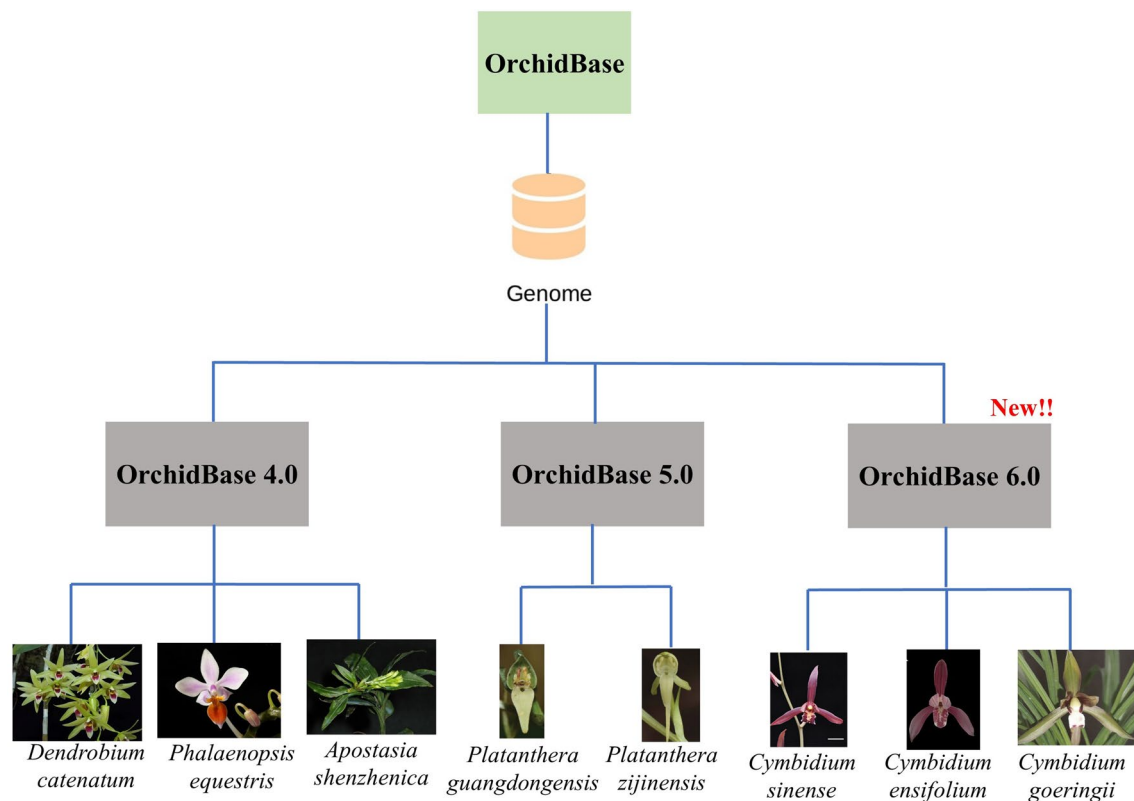 OrchidBase
Genome
New!!
OrchidBase 4.0
OrchidBase 5.0
OrchidBase 6.0
Dendrobium
catenatum
Phalaenopsis
equestris
Apostasia
shenzhenica
Platanthera
guangdongensis
Platanthera
zijinensis
Cymbidium
sinense
Cymbidium
ensifolium
Cymbidium
goeringii